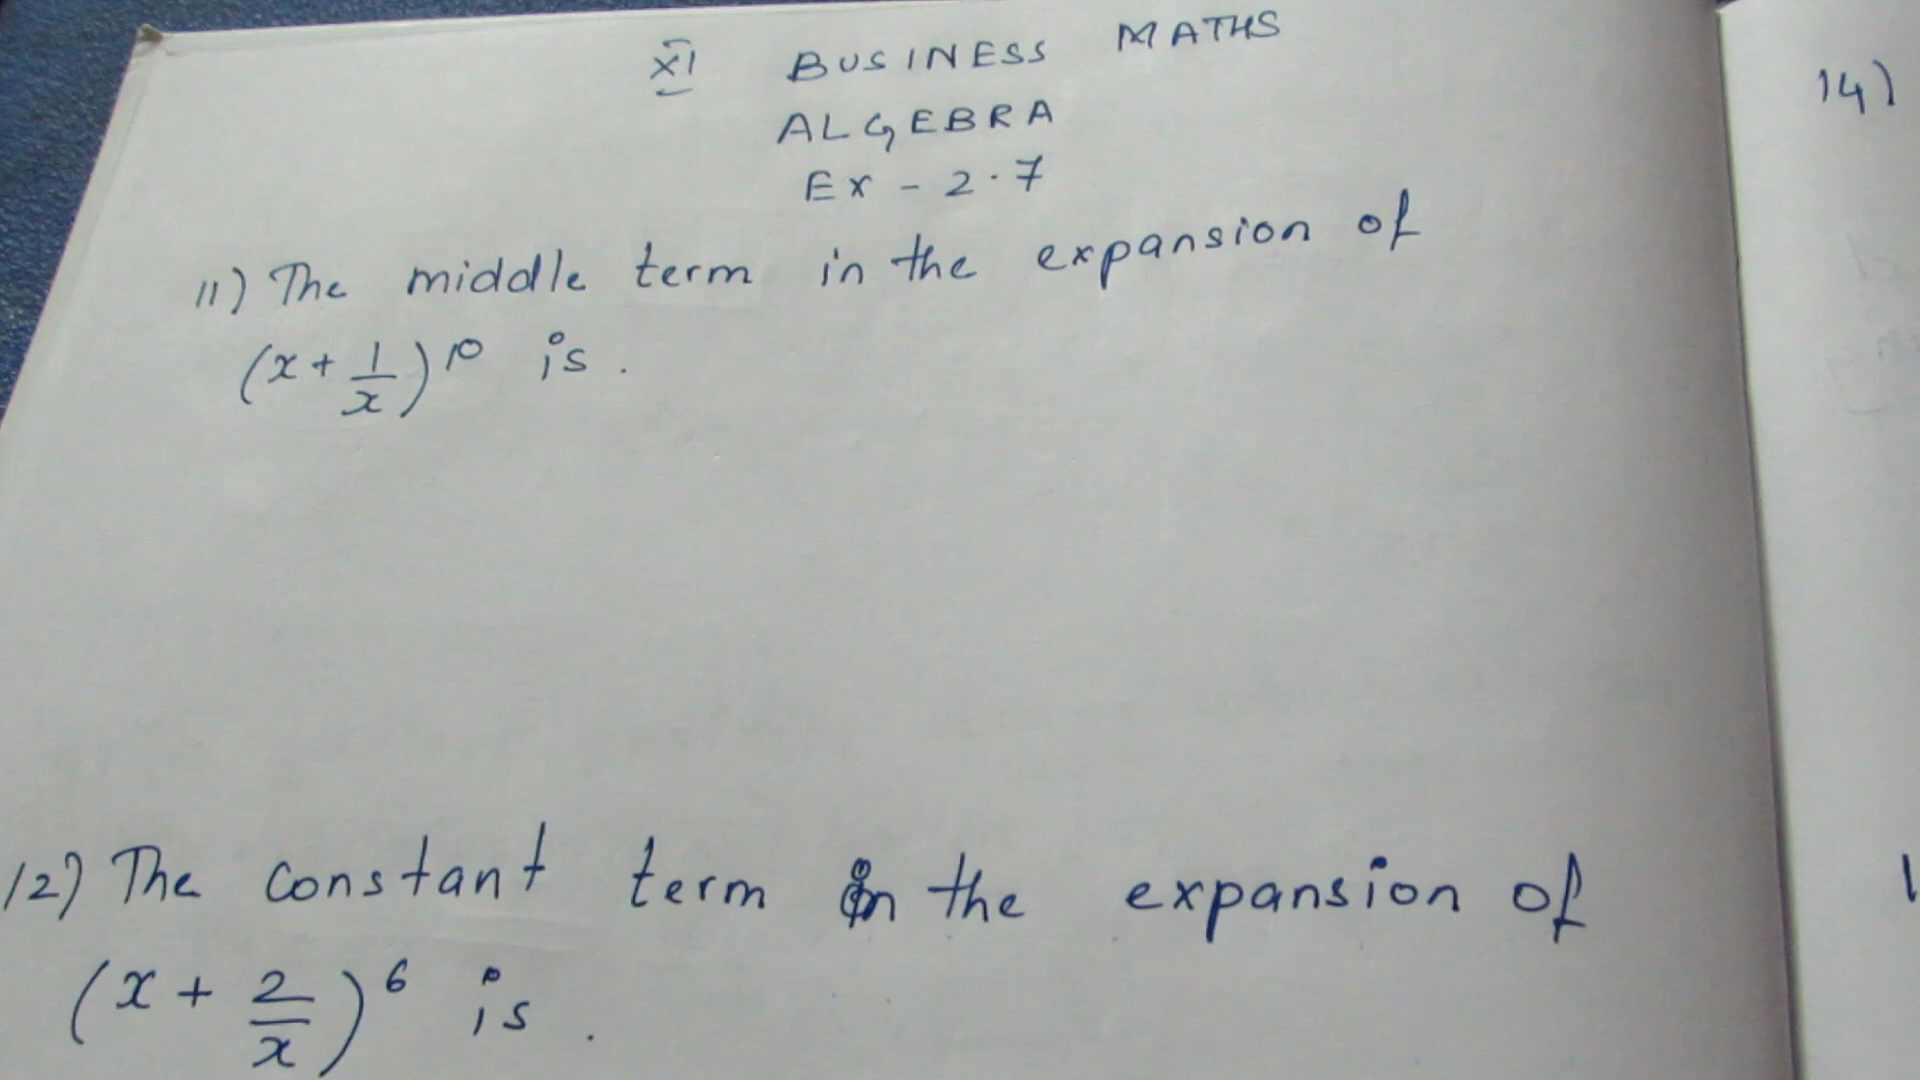 XI BUSINESS MATHS
ALGEBRA
Ex - 2.7
11) The middle term in the expansion of
(x + 1/x)^10 is.
12) The constant term in the expansion of
(x + 2/x)^6 is.
14)